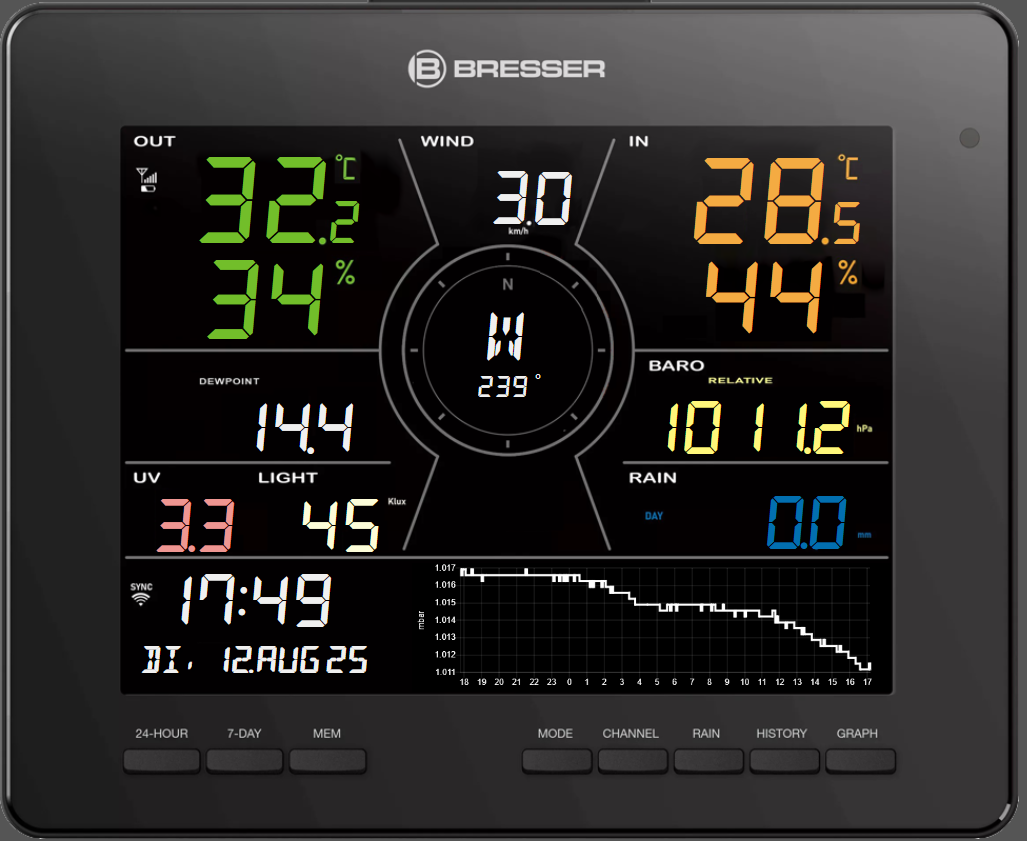 BRESSER
OUT
WIND
IN
32.2 °C
3.0
km/h
28.5 °C
34 %
44 %
N
W
239°
DEWPOINT
14.4
BARO
RELATIVE
1011.2 hPa
UV
LIGHT
3.3
45 Klux
RAIN
DAY
0.0 mm
SYNC
17:49
DI. 12.AUG 25
mbar
1.017
1.016
1.015
1.014
1.013
1.012
1.011
18 19 20 21 22 23 0 1 2 3 4 5 6 7 8 9 10 11 12 13 14 15 16 17
24-HOUR
7-DAY
MEM
MODE
CHANNEL
RAIN
HISTORY
GRAPH